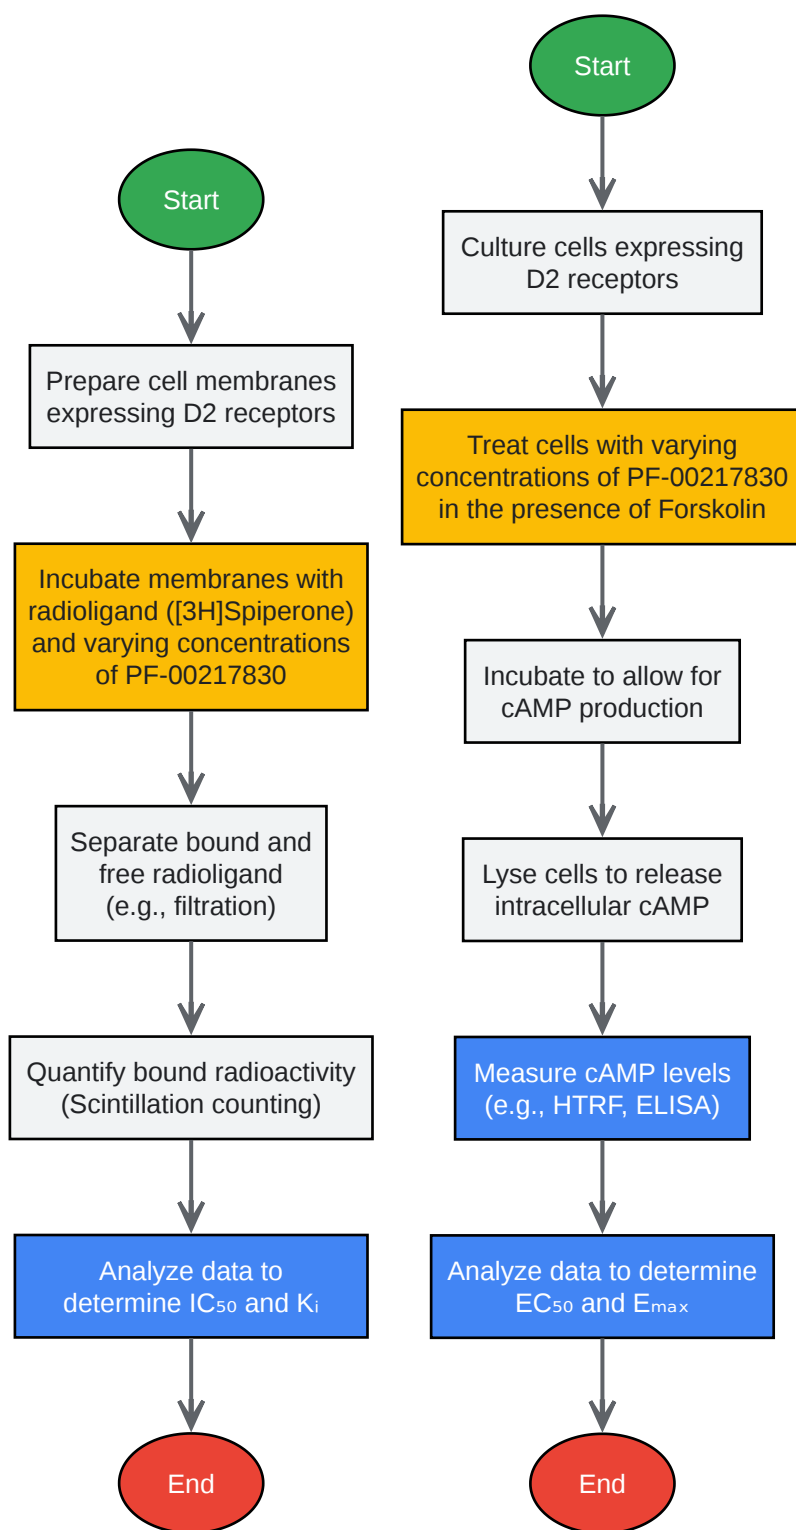 Start
Prepare cell membranes
expressing D2 receptors
Incubate membranes with
radioligand ([3H]Spiperone)
and varying concentrations
of PF-00217830
Separate bound and
free radioligand
(e.g., filtration)
Quantify bound radioactivity
(Scintillation counting)
Analyze data to
determine IC₅₀ and Kᵢ
End
Start
Culture cells expressing
D2 receptors
Treat cells with varying
concentrations of PF-00217830
in the presence of Forskolin
Incubate to allow for
cAMP production
Lyse cells to release
intracellular cAMP
Measure cAMP levels
(e.g., HTRF, ELISA)
Analyze data to determine
EC₅₀ and Eₘₐₓ
End